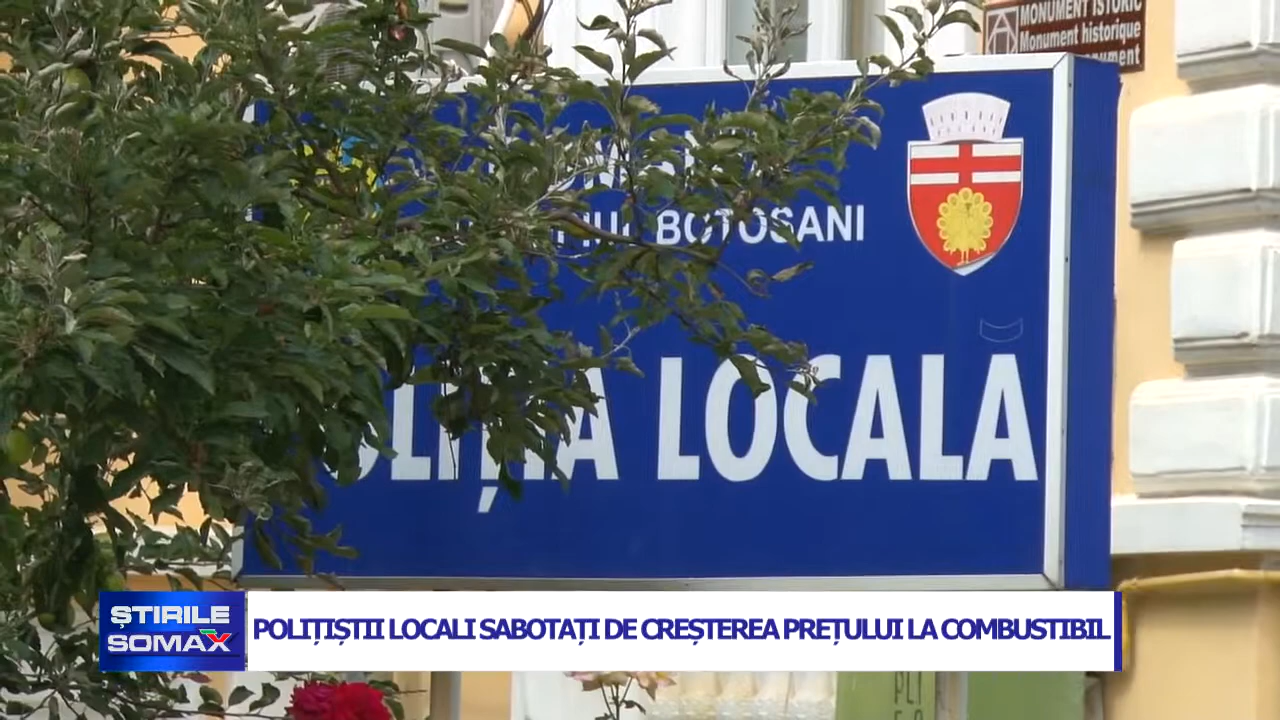 MONUMENT ISTORIC
Monument historique
BOTOSANI
LOCALA
ȘTIRILE
SOMAX
POLIȚIȘTII LOCALI SABOTAȚI DE CREȘTEREA PREȚULUI LA COMBUSTIBIL